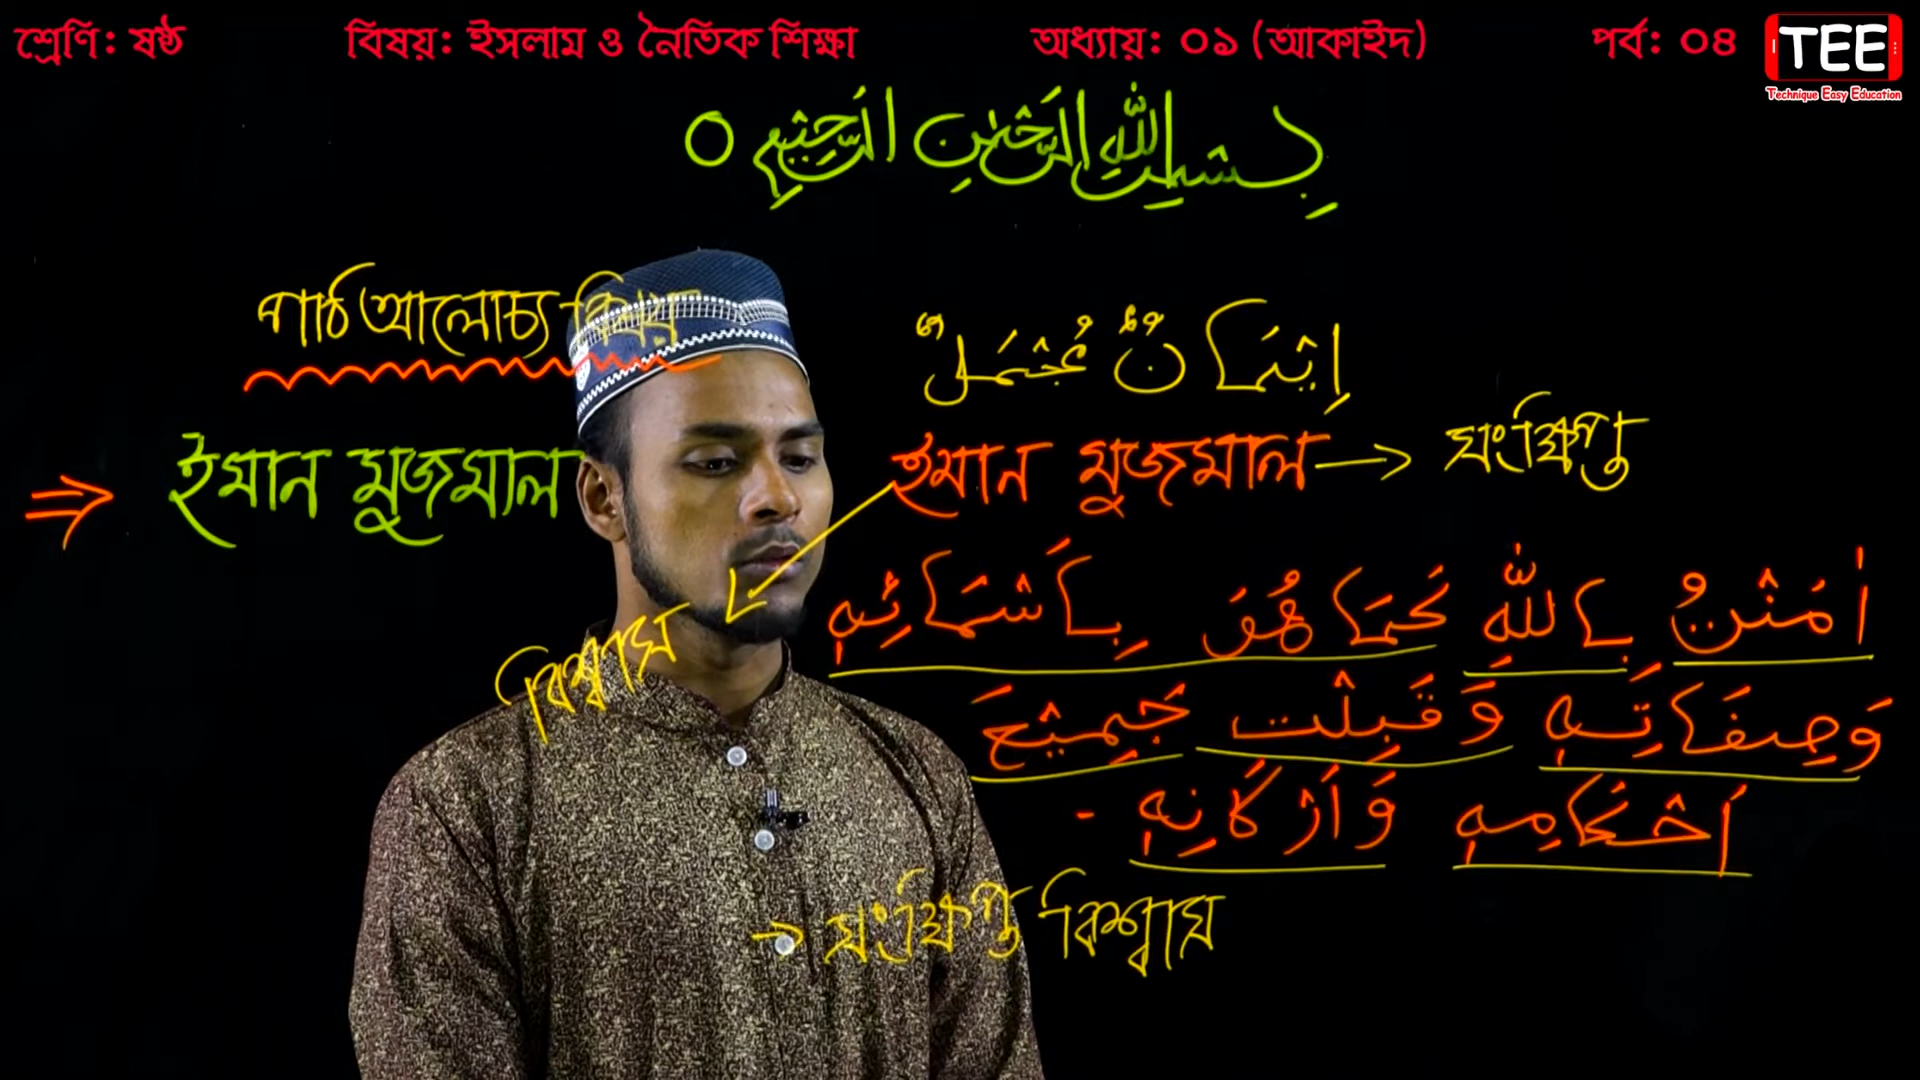 শ্রেণি: ষষ্ঠ
বিষয়: ইসলাম ও নৈতিক শিক্ষা
অধ্যায়: ০১ (আকাইদ)
পর্ব: ০৪
TEE
Technique Easy Education
بِسْمِ اللّٰهِ الرَّحْمٰنِ الرَّحِيْمِ ○
পাঠ আলোচ্য বিষয়
⇒ ইমান মুজমাল
اِيْمَانٌ مُجْمَلٌ
ইমান মুজমাল → সংক্ষিপ্ত
বিশ্বাস
اٰمَنْتُ بِاللّٰهِ كَمَا هُوَ بِاَسْمَائِهٖ
وَصِفَاتِهٖ وَقَبِلْتُ جَمِيْعَ
اَحْكَامِهٖ وَاَرْكَانِهٖ -
→ সংক্ষিপ্ত বিশ্বাস